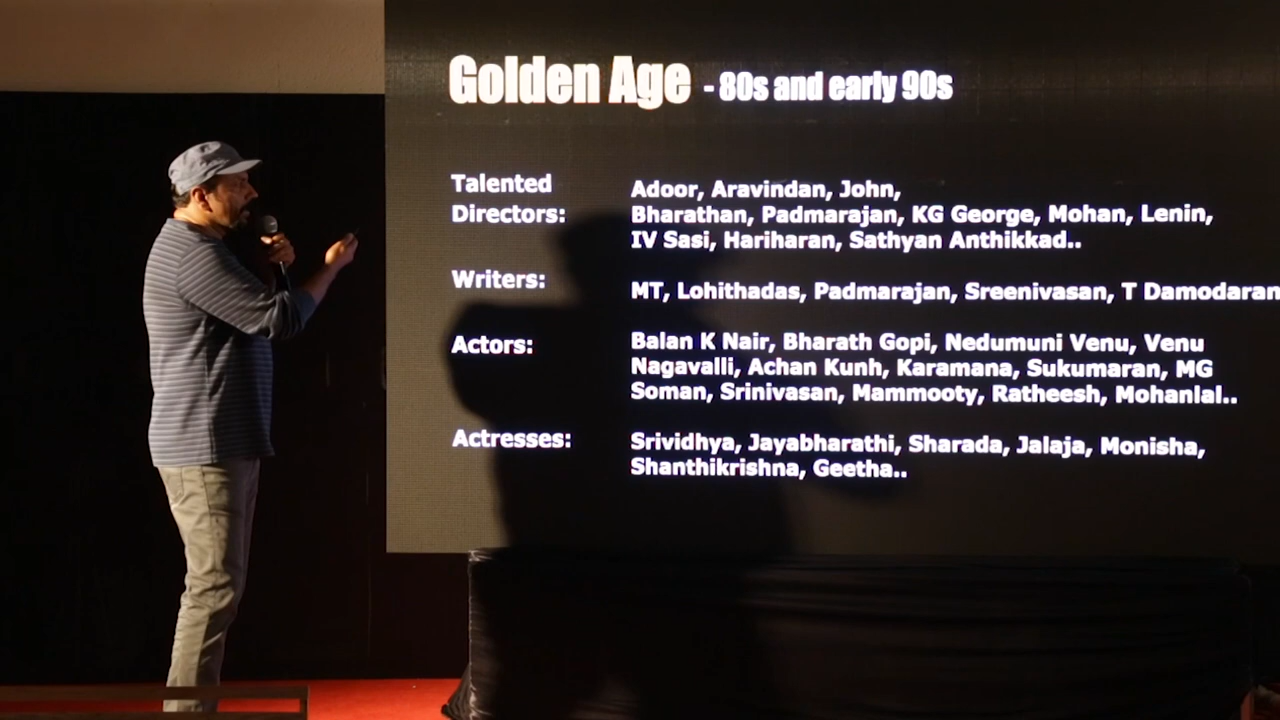 Golden Age - 80s and early 90s
Talented
Directors:
Adoor, Aravindan, John,
Bharathan, Padmarajan, KG George, Mohan, Lenin,
IV Sasi, Hariharan, Sathyan Anthikkad..
Writers:
MT, Lohithadas, Padmarajan, Sreenivasan, T Damodaran
Actors:
Balan K Nair, Bharath Gopi, Nedumuni Venu, Venu
Nagavalli, Achan Kunh, Karamana, Sukumaran, MG
Soman, Srinivasan, Mammooty, Ratheesh, Mohanlal..
Actresses:
Srividhya, Jayabharathi, Sharada, Jalaja, Monisha,
Shanthikrishna, Geetha..